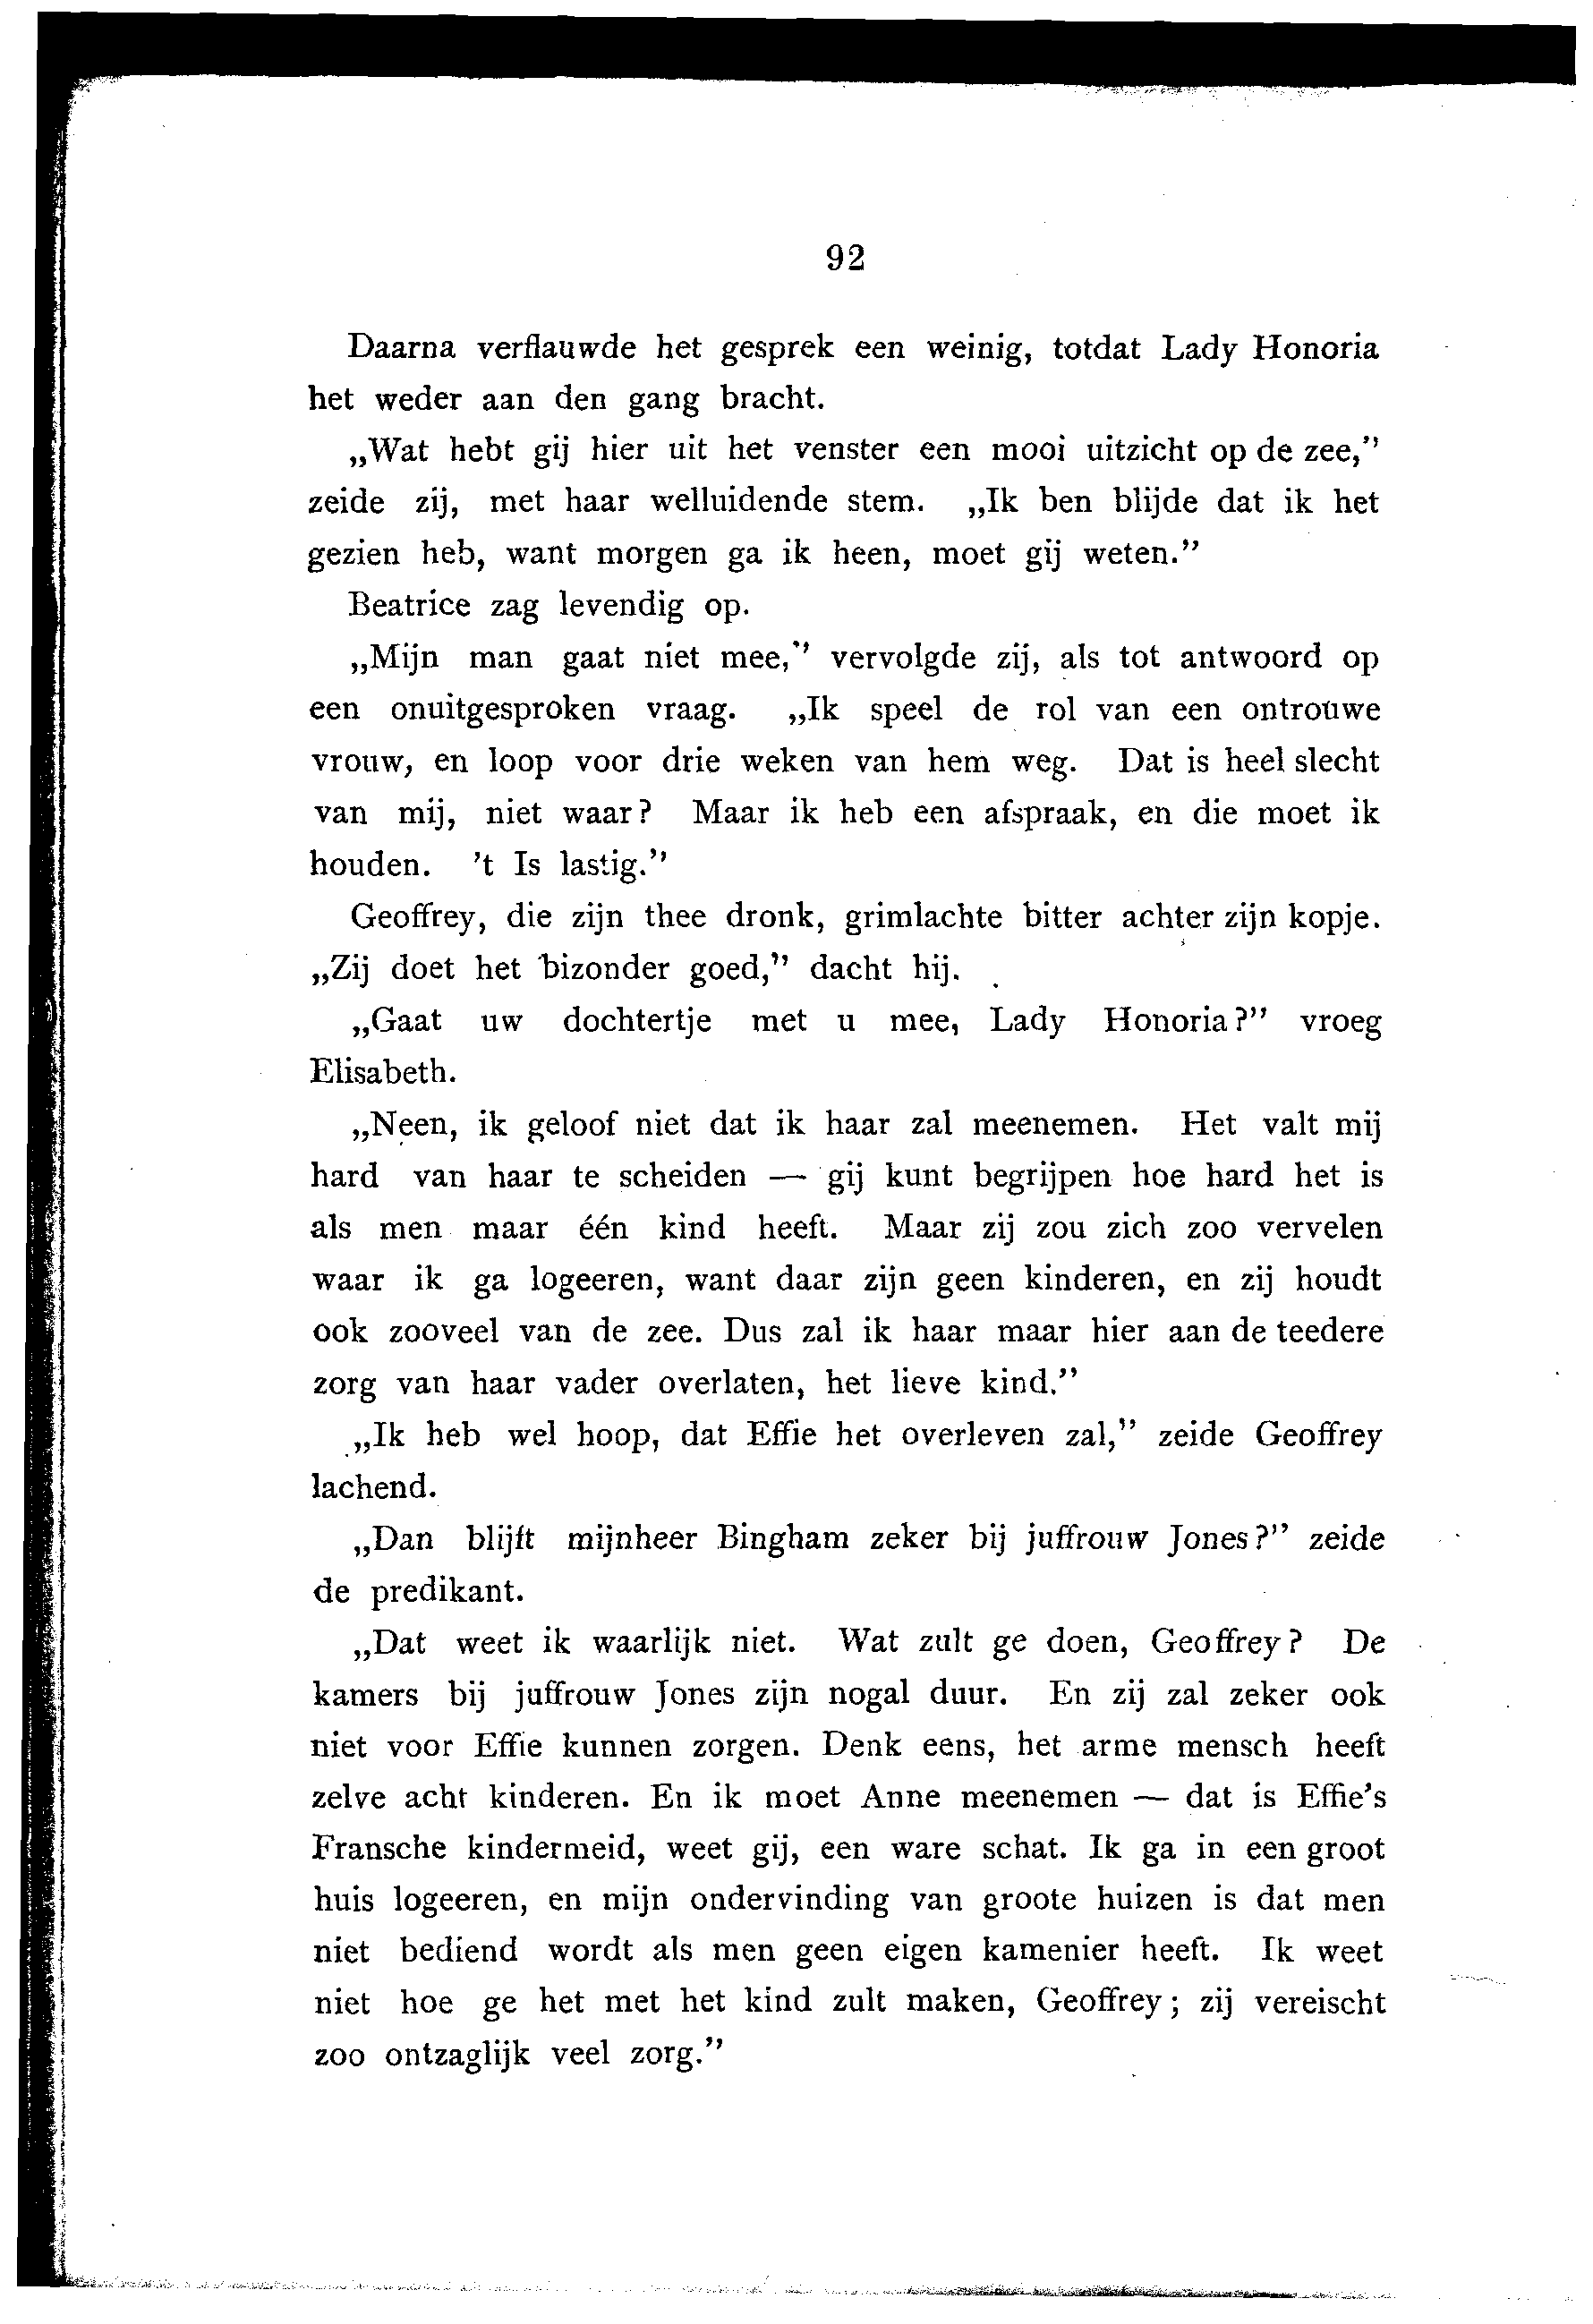 92
Daarna verflauwde het gesprek een weinig, totdat Lady Honoria
het weder aan den gang bracht.
„Wat hebt gij hier uit het venster een mooi uitzicht op de zee,”
zeide zij, met haar welluidende stem. „Ik ben blijde dat ik het
gezien heb, want morgen ga ik heen, moet gij weten.”
Beatrice zag levendig op.
„Mijn man gaat niet mee,” vervolgde zij, als tot antwoord op
een onuitgesproken vraag. „Ik speel de rol van een ontrouwe
vrouw, en loop voor drie weken van hem weg. Dat is heel slecht
van mij, niet waar? Maar ik heb een afspraak, en die moet ik
houden. 't Is lastig.”
Geoffrey, die zijn thee dronk, grimlachte bitter achter zijn kopje.
„Zij doet het bizonder goed,” dacht hij.
„Gaat uw dochtertje met u mee, Lady Honoria?” vroeg
Elisabeth.
„Neen, ik geloof niet dat ik haar zal meenemen. Het valt mij
hard van haar te scheiden — gij kunt begrijpen hoe hard het is
als men maar één kind heeft. Maar zij zou zich zoo vervelen
waar ik ga logeeren, want daar zijn geen kinderen, en zij houdt
ook zooveel van de zee. Dus zal ik haar maar hier aan de teedere
zorg van haar vader overlaten, het lieve kind.”
„Ik heb wel hoop, dat Effie het overleven zal,” zeide Geoffrey
lachend.
„Dan blijft mijnheer Bingham zeker bij juffrouw Jones?” zeide
de predikant.
„Dat weet ik waarlijk niet. Wat zult ge doen, Geoffrey? De
kamers bij juffrouw Jones zijn nogal duur. En zij zal zeker ook
niet voor Effie kunnen zorgen. Denk eens, het arme mensch heeft
zelve acht kinderen. En ik moet Anne meenemen — dat is Effie's
Fransche kindermeid, weet gij, een ware schat. Ik ga in een groot
huis logeeren, en mijn ondervinding van groote huizen is dat men
niet bediend wordt als men geen eigen kamenier heeft. Ik weet
niet hoe ge het met het kind zult maken, Geoffrey; zij vereischt
zoo ontzaglijk veel zorg.”